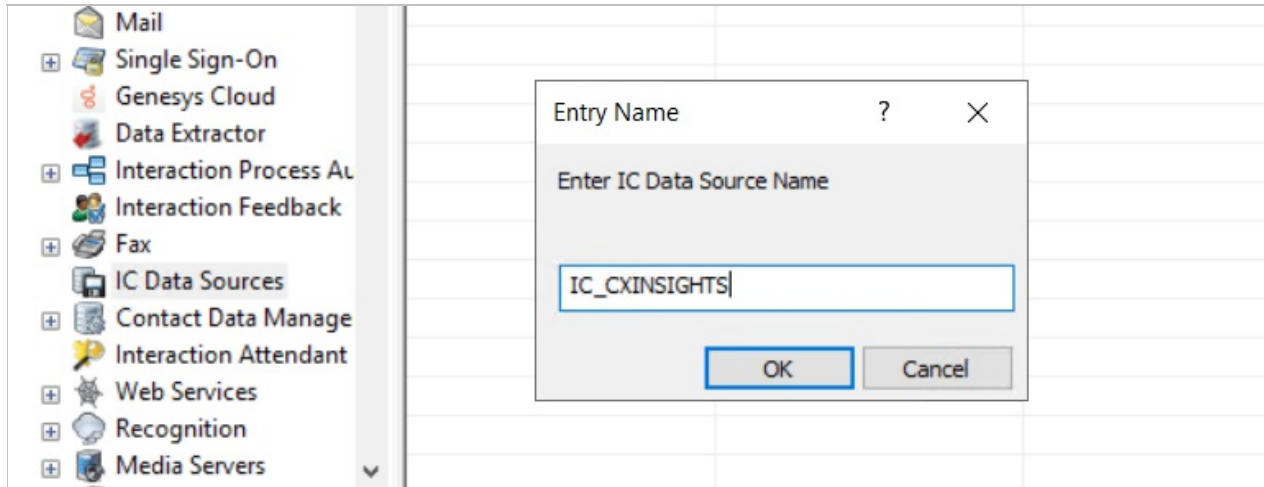 Mail
Single Sign-On
Genesys Cloud
Data Extractor
Interaction Process Au
Interaction Feedback
Fax
IC Data Sources
Contact Data Manage
Interaction Attendant
Web Services
Recognition
Media Servers
Entry Name
?
Enter IC Data Source Name
IC_CXINSIGHTS
OK
Cancel